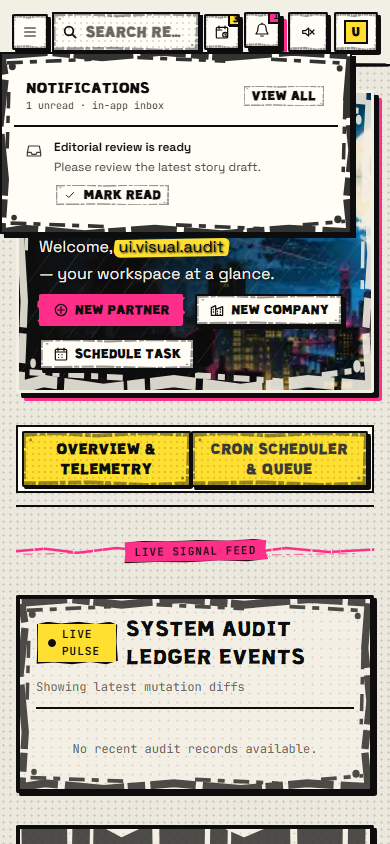 SEARCH RE…
U
NOTIFICATIONS
VIEW ALL
1 unread · in-app inbox
Editorial review is ready
Please review the latest story draft.
MARK READ
Welcome, ui.visual.audit
— your workspace at a glance.
NEW PARTNER
NEW COMPANY
SCHEDULE TASK
OVERVIEW &
TELEMETRY
CRON SCHEDULER
& QUEUE
LIVE SIGNAL FEED
LIVE
PULSE
SYSTEM AUDIT
LEDGER EVENTS
Showing latest mutation diffs
No recent audit records available.